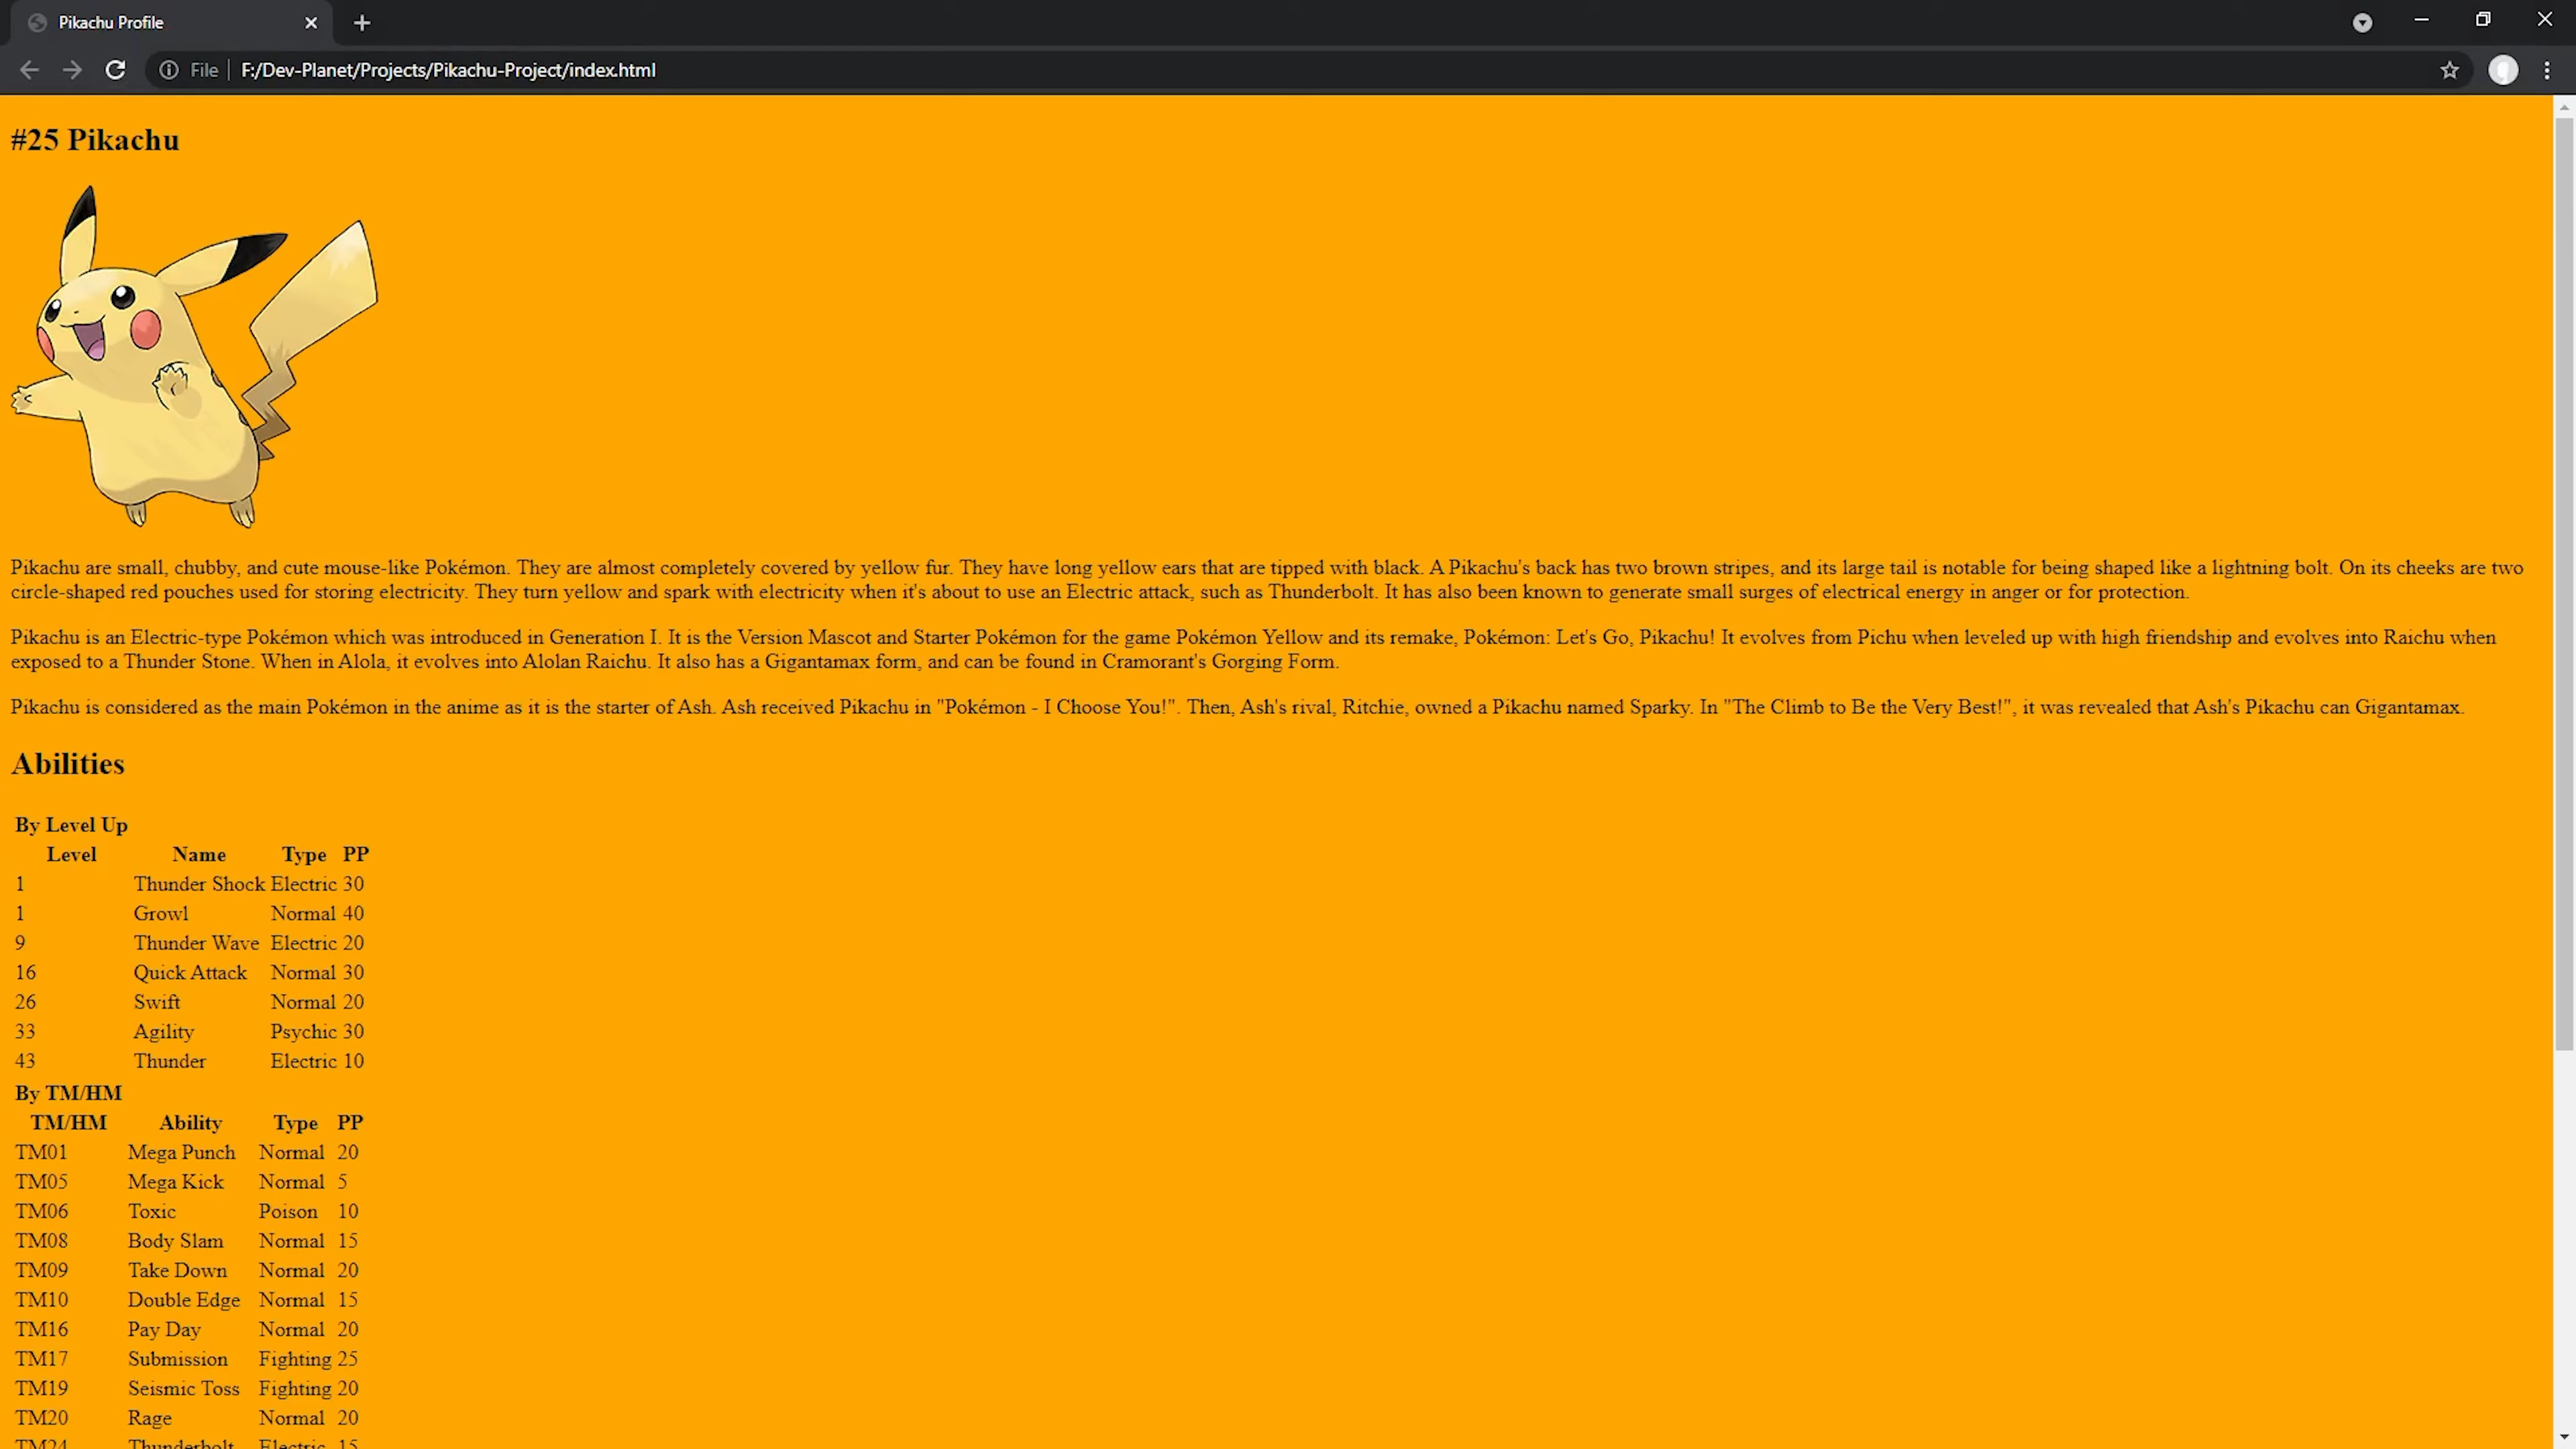 Pikachu Profile
File F:/Dev-Planet/Projects/Pikachu-Project/index.html
#25 Pikachu
Pikachu are small, chubby, and cute mouse-like Pokémon. They are almost completely covered by yellow fur. They have long yellow ears that are tipped with black. A Pikachu's back has two brown stripes, and its large tail is notable for being shaped like a lightning bolt. On its cheeks are two
circle-shaped red pouches used for storing electricity. They turn yellow and spark with electricity when it's about to use an Electric attack, such as Thunderbolt. It has also been known to generate small surges of electrical energy in anger or for protection.
Pikachu is an Electric-type Pokémon which was introduced in Generation I. It is the Version Mascot and Starter Pokémon for the game Pokémon Yellow and its remake, Pokémon: Let's Go, Pikachu! It evolves from Pichu when leveled up with high friendship and evolves into Raichu when
exposed to a Thunder Stone. When in Alola, it evolves into Alolan Raichu. It also has a Gigantamax form, and can be found in Cramorant's Gorging Form.
Pikachu is considered as the main Pokémon in the anime as it is the starter of Ash. Ash received Pikachu in "Pokémon - I Choose You!". Then, Ash's rival, Ritchie, owned a Pikachu named Sparky. In "The Climb to Be the Very Best!", it was revealed that Ash's Pikachu can Gigantamax.
Abilities
By Level Up
Level Name Type PP
1 Thunder Shock Electric 30
1 Growl Normal 40
9 Thunder Wave Electric 20
16 Quick Attack Normal 30
26 Swift Normal 20
33 Agility Psychic 30
43 Thunder Electric 10
By TM/HM
TM/HM Ability Type PP
TM01 Mega Punch Normal 20
TM05 Mega Kick Normal 5
TM06 Toxic Poison 10
TM08 Body Slam Normal 15
TM09 Take Down Normal 20
TM10 Double Edge Normal 15
TM16 Pay Day Normal 20
TM17 Submission Fighting 25
TM19 Seismic Toss Fighting 20
TM20 Rage Normal 20
TM24 Thunderbolt Electric 15